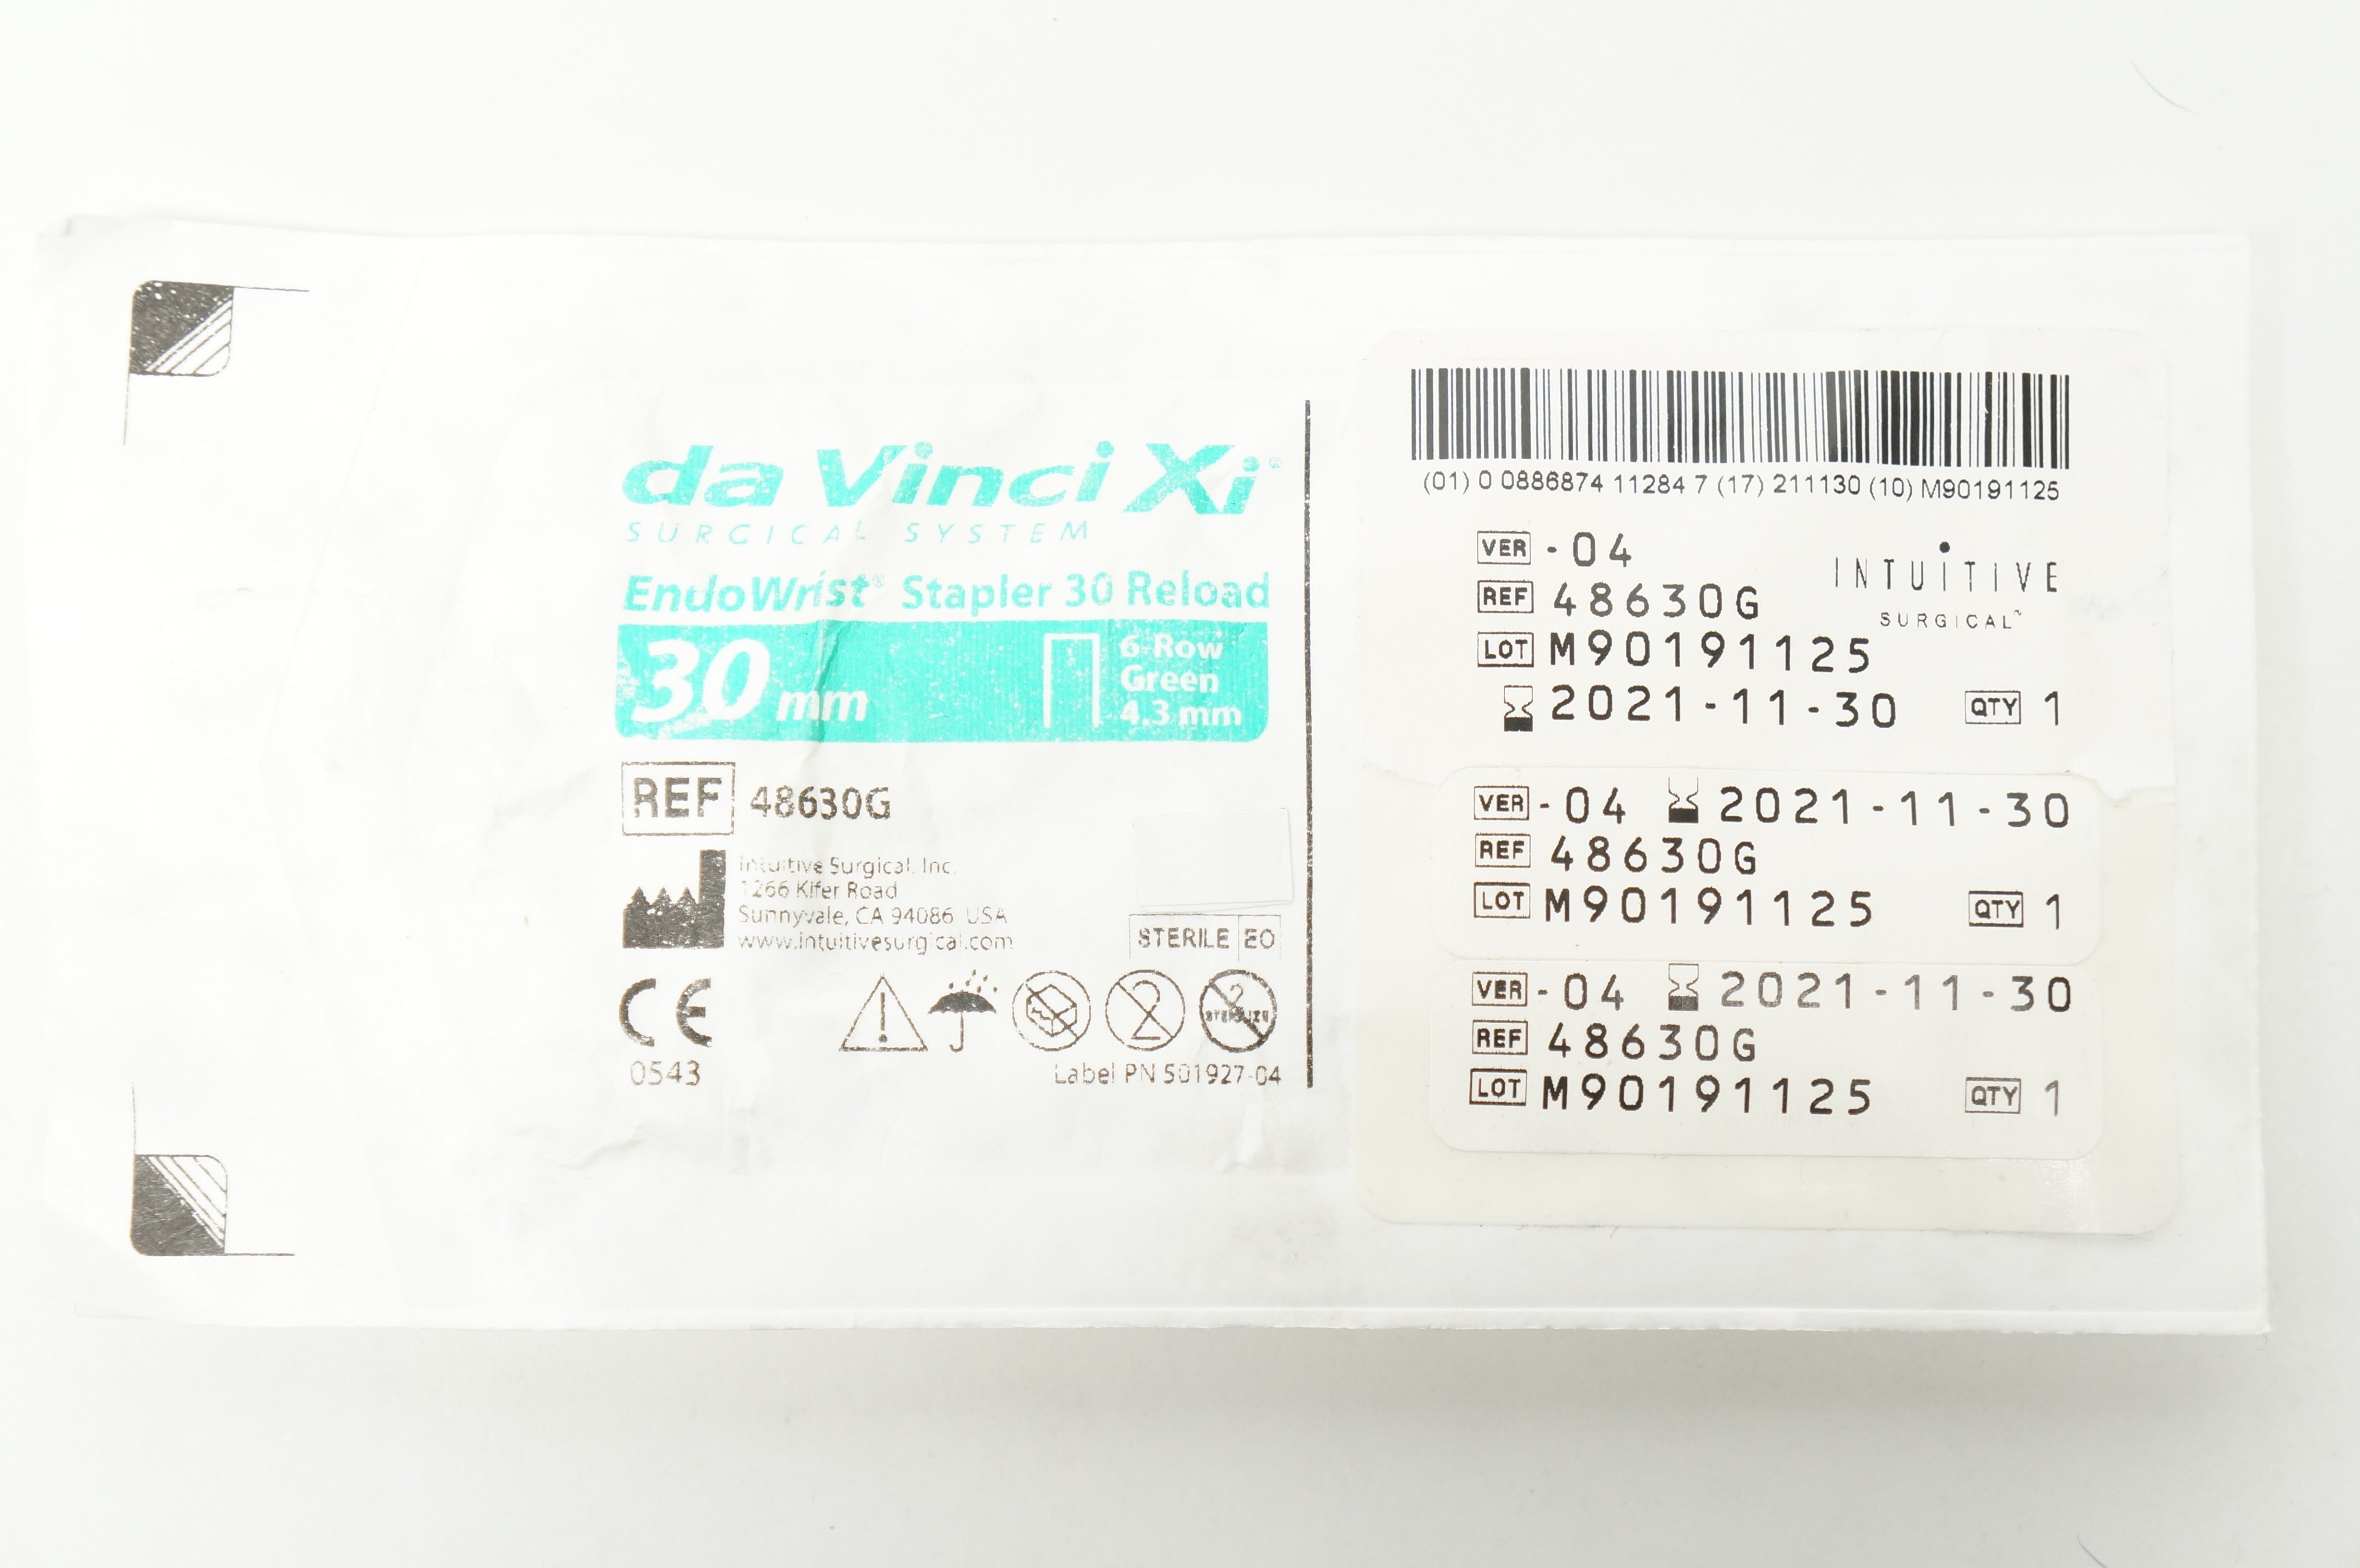 da Vinci Xi®
SURGICAL SYSTEM
EndoWrist® Stapler 30 Reload
30 mm
6-Row
Green
4.3 mm
REF 48630G
Intuitive Surgical, Inc.
1266 Kifer Road
Sunnyvale, CA 94086 USA
www.intuitivesurgical.com
STERILE EO
CE
0543
2
2
STERILIZE
Label PN 501927-04
(01) 0 0886874 11284 7 (17) 211130 (10) M90191125
VER -04
INTUITIVE
SURGICAL™
REF 48630G
LOT M90191125
2021-11-30 QTY 1
VER -04 2021-11-30
REF 48630G
LOT M90191125 QTY 1
VER -04 2021-11-30
REF 48630G
LOT M90191125 QTY 1